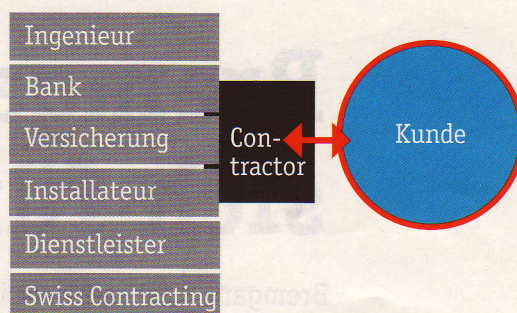 Ingenieur
Bank
Versicherung
Installateur
Dienstleister
Swiss Contracting
Con-
tractor
Kunde